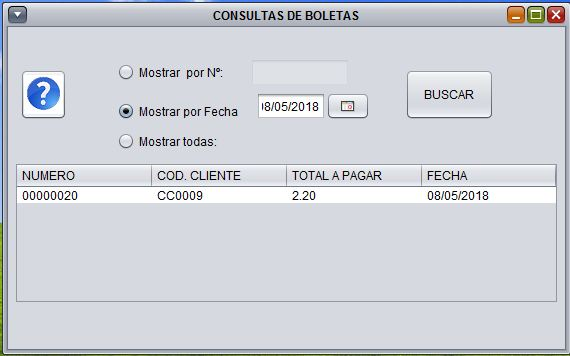 CONSULTAS DE BOLETAS
Mostrar por Nº:
?
Mostrar por Fecha
08/05/2018
BUSCAR
Mostrar todas:
NUMERO COD. CLIENTE TOTAL A PAGAR FECHA
00000020 CC0009 2.20 08/05/2018